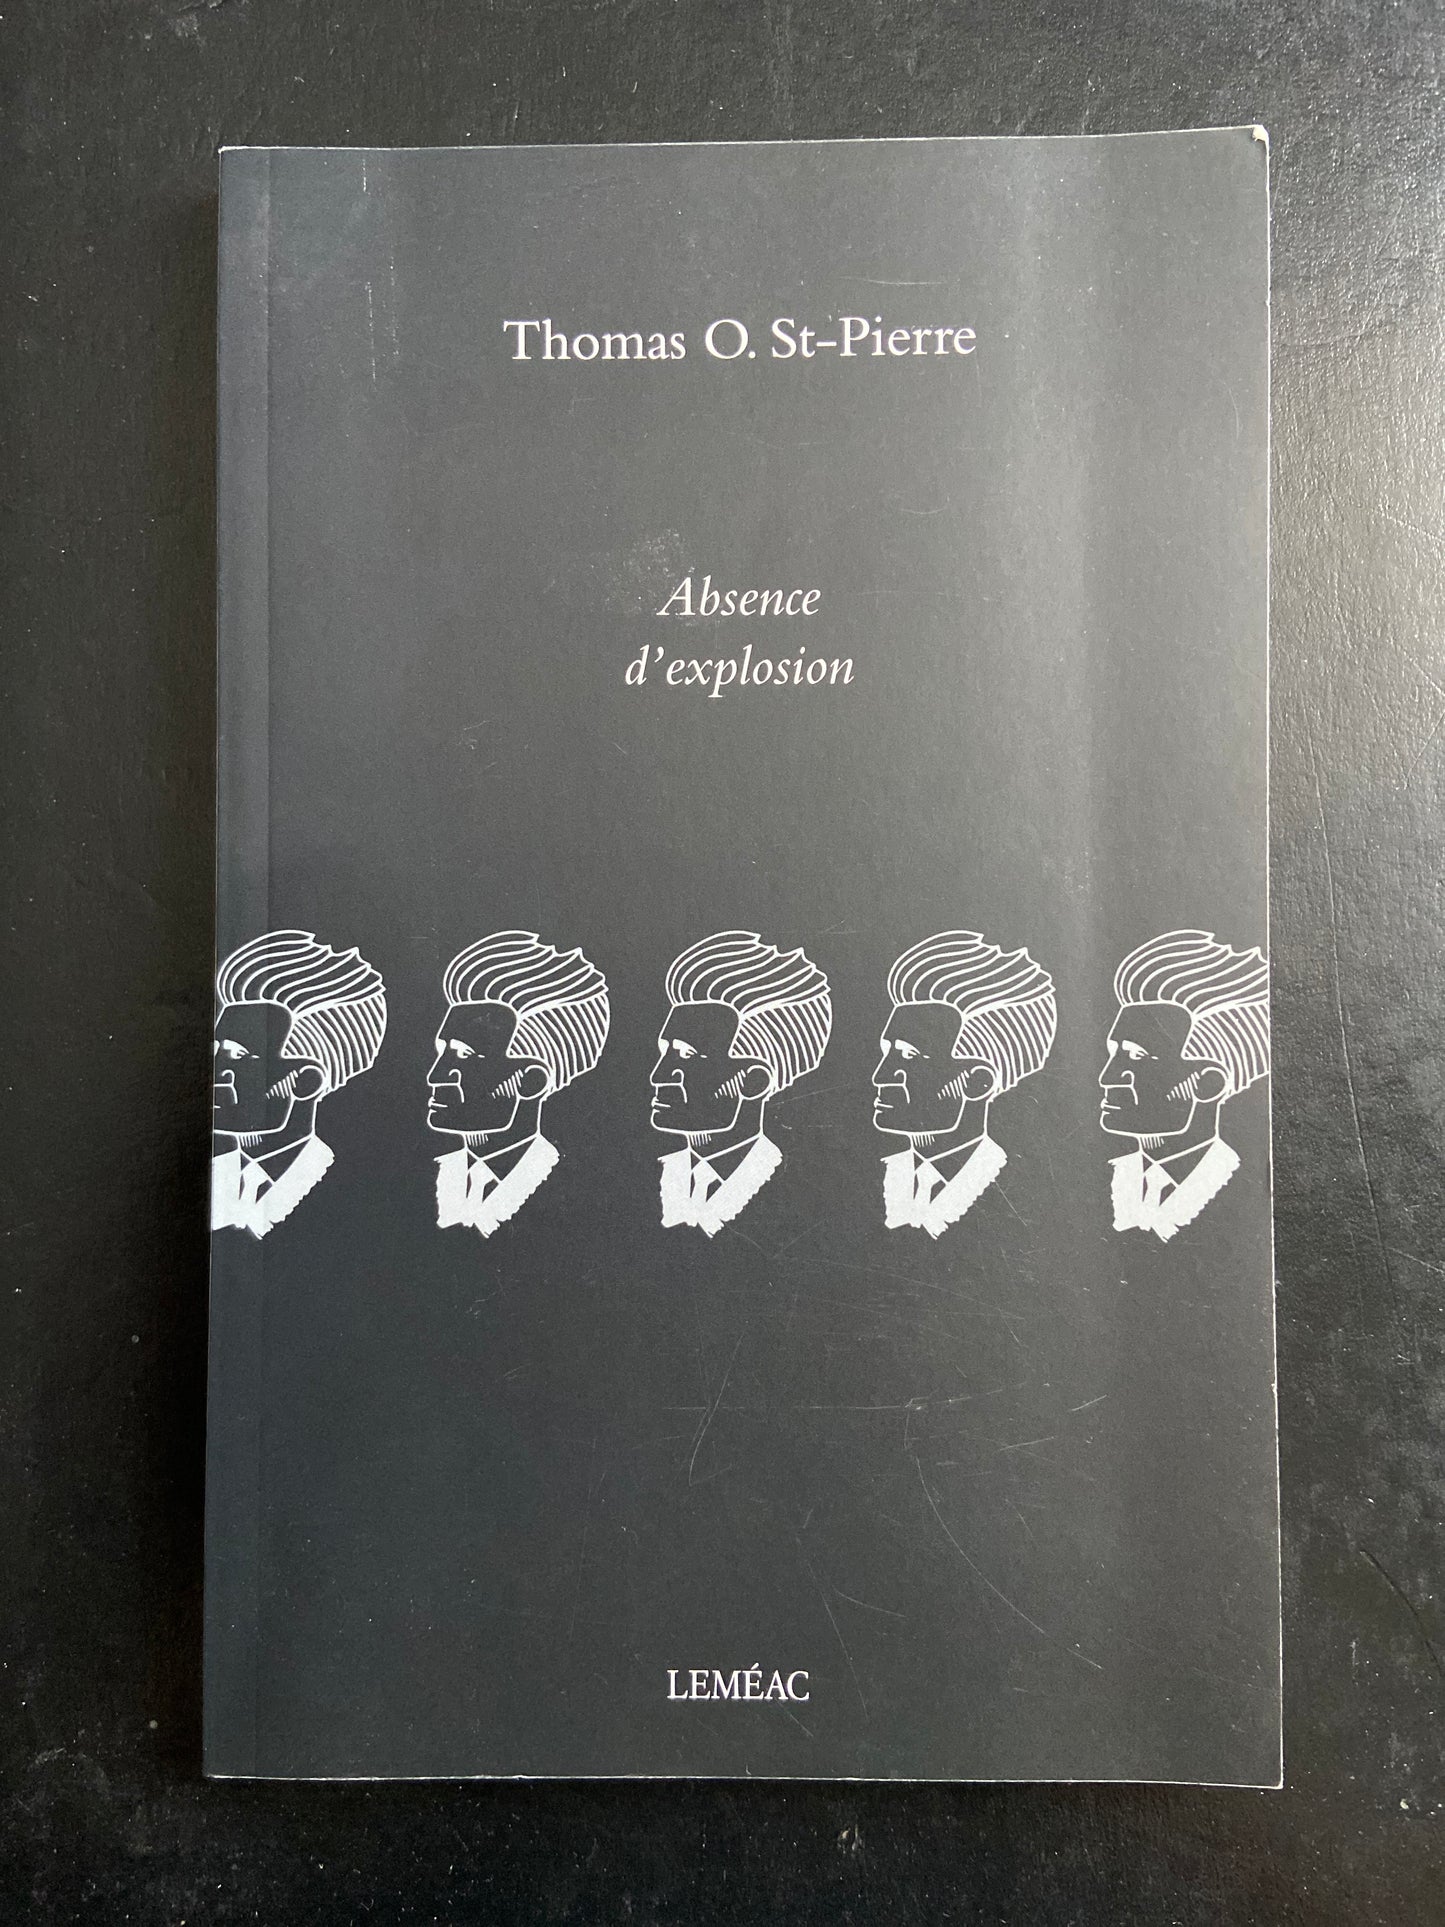 Thomas O. St-Pierre
Absence
d’explosion
LEMÉAC